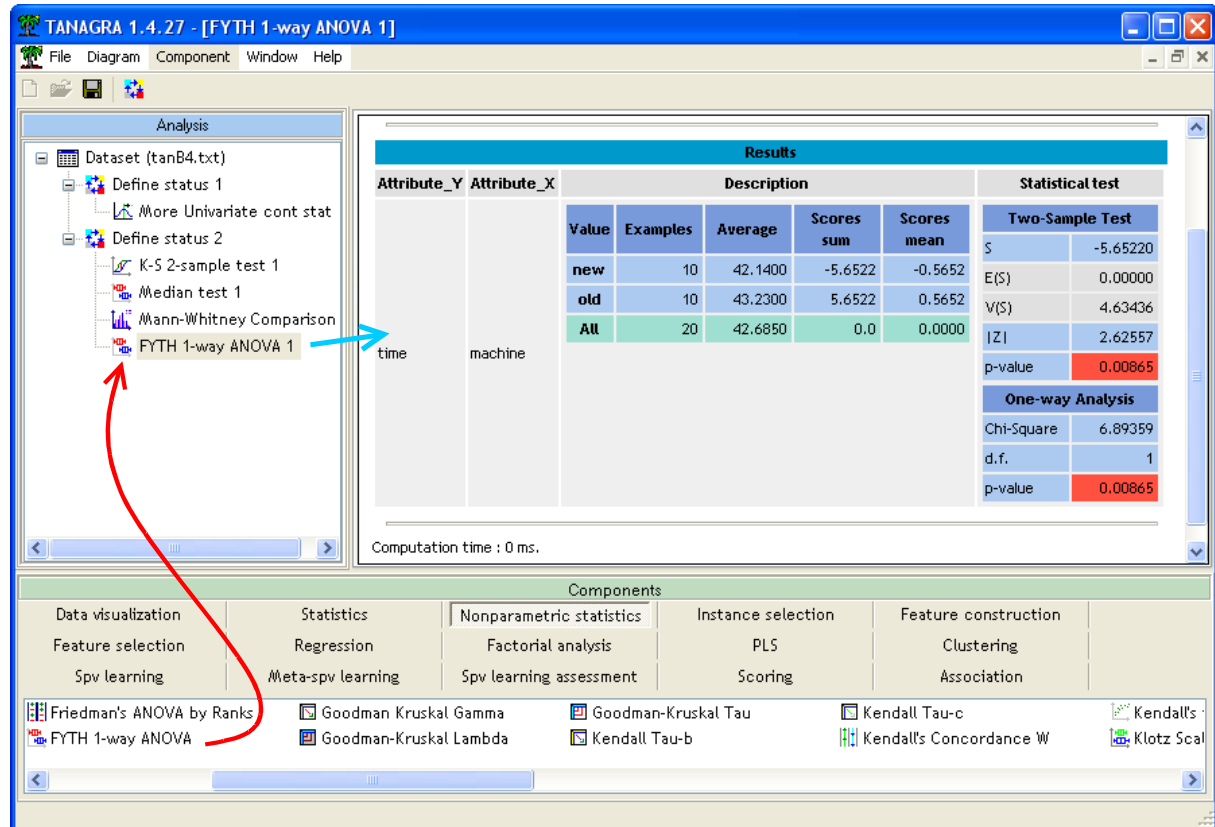 TANAGRA 1.4.27 - [FYTH 1-way ANOVA 1]
File Diagram Component Window Help
Analysis
Dataset (tanB4.txt)
Define status 1
More Univariate cont stat
Define status 2
K-S 2-sample test 1
Median test 1
Mann-Whitney Comparison
FYTH 1-way ANOVA 1
Results
Attribute_Y Attribute_X Description Statistical test
Value Examples Average Scores sum Scores mean
new 10 42.1400 -5.6522 -0.5652
old 10 43.2300 5.6522 0.5652
All 20 42.6850 0.0 0.0000
time machine
Two-Sample Test
S -5.65220
E(S) 0.00000
V(S) 4.63436
|Z| 2.62557
p-value 0.00865
One-way Analysis
Chi-Square 6.89359
d.f. 1
p-value 0.00865
Computation time : 0 ms.
Components
Data visualization Statistics Nonparametric statistics Instance selection Feature construction
Feature selection Regression Factorial analysis PLS Clustering
Spv learning Meta-spv learning Spv learning assessment Scoring Association
Friedman's ANOVA by Ranks Goodman Kruskal Gamma Goodman-Kruskal Tau Kendall Tau-c Kendall's
FYTH 1-way ANOVA Goodman-Kruskal Lambda Kendall Tau-b Kendall's Concordance W Klotz Scal